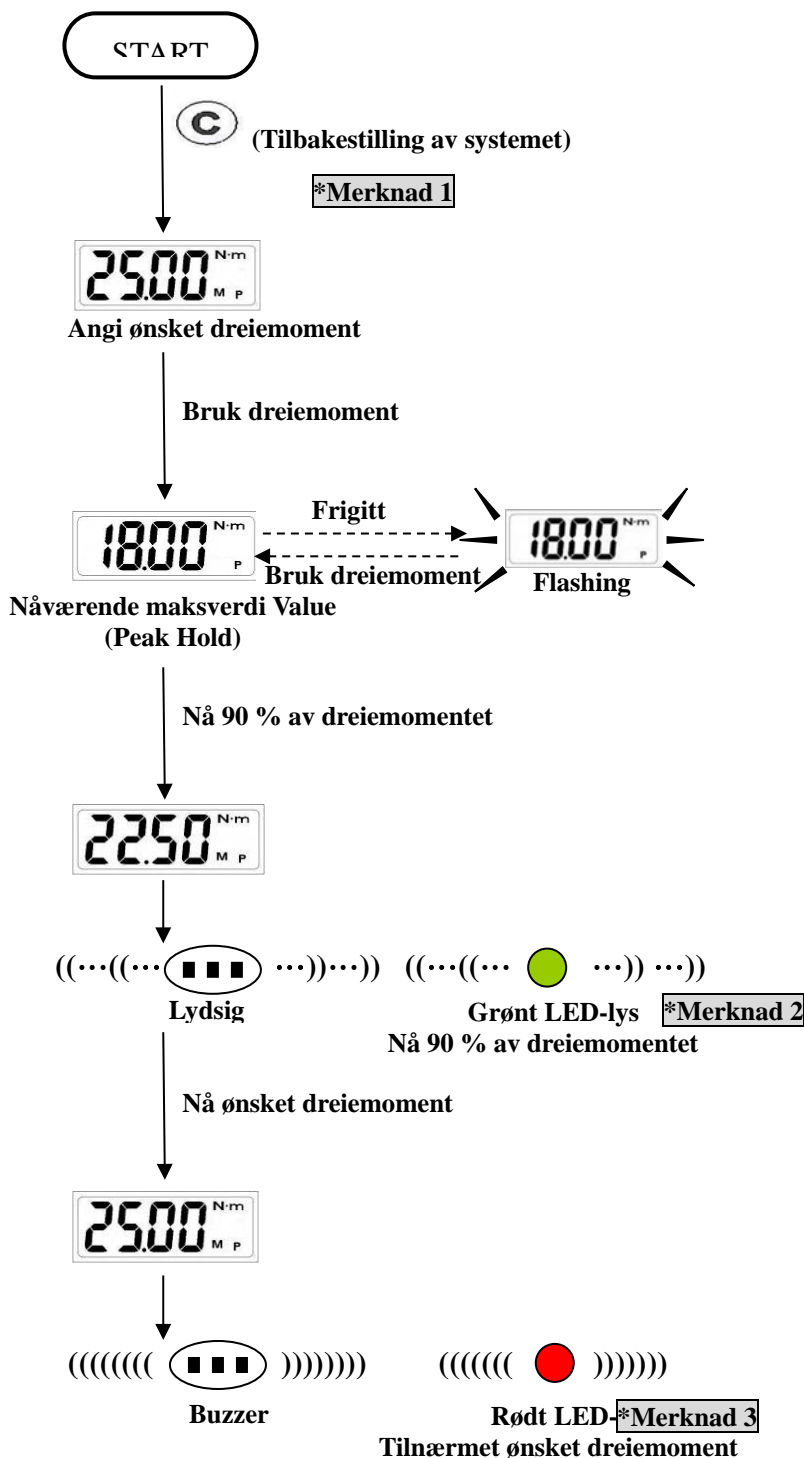 START
C
(Tilbakestilling av systemet)
*Merknad 1
25.00 N·m M P
Angi ønsket dreiemoment
Bruk dreiemoment
18.00 N·m P
Frigitt
Bruk dreiemoment
18.00 N·m P
Flashing
Nåværende maksverdi Value
(Peak Hold)
Nå 90 % av dreiemomentet
22.50 N·m M P
((···((··· ···))···)) ((···((··· ···)) ···))
Lydsig
Grønt LED-lys *Merknad 2
Nå 90 % av dreiemomentet
Nå ønsket dreiemoment
25.00 N·m M P
(((((((( )))))))) ((((((( )))))))
Buzzer
Rødt LED-*Merknad 3
Tilnærmet ønsket dreiemoment